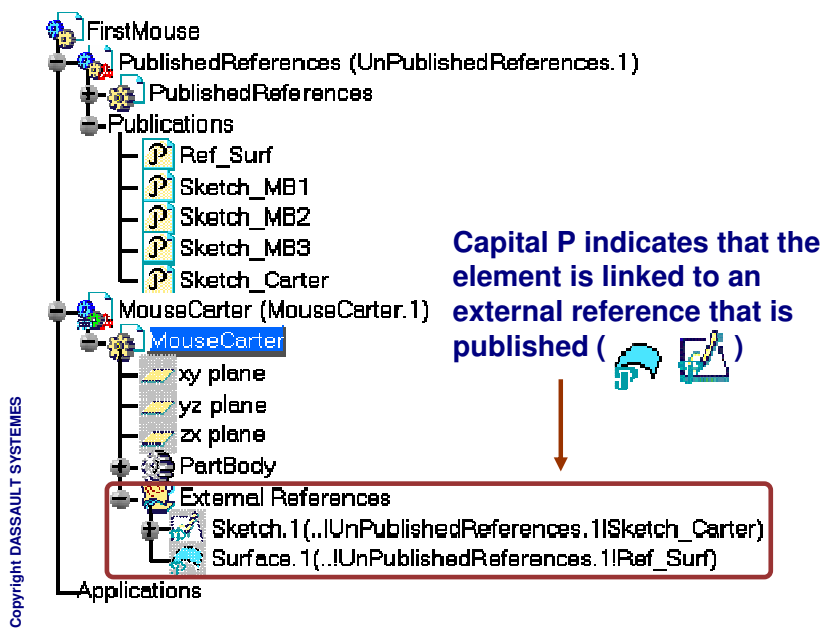 FirstMouse
PublishedReferences (UnPublishedReferences.1)
PublishedReferences
Publications
Ref_Surf
Sketch_MB1
Sketch_MB2
Sketch_MB3
Sketch_Carter
Capital P indicates that the
element is linked to an
external reference that is
published ( )
MouseCarter (MouseCarter.1)
MouseCarter
xy plane
yz plane
zx plane
PartBody
External References
Sketch.1(..!UnPublishedReferences.1!Sketch_Carter)
Surface.1(..!UnPublishedReferences.1!Ref_Surf)
Applications
Copyright DASSAULT SYSTEMES